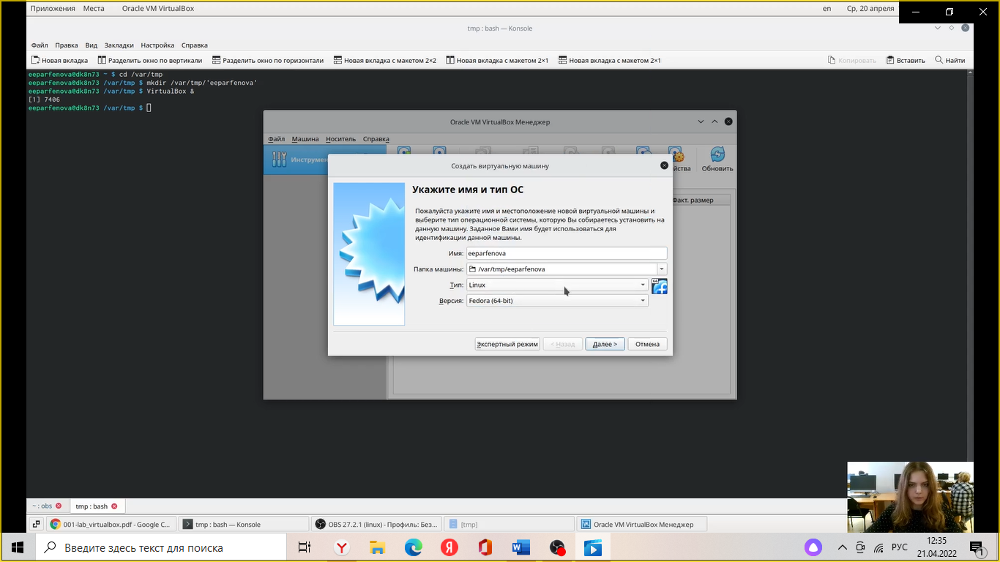 Приложения Места Oracle VM VirtualBox en Ср, 20 апреля
tmp : bash — Konsole
Файл Правка Вид Закладки Настройка Справка
Новая вкладка Разделить окно по вертикали Разделить окно по горизонтали Новая вкладка с макетом 2×2 Новая вкладка с макетом 2×1 Новая вкладка с макетом 2×1 Копировать Вставить Найти
eeparfenova@dk8n73 ~ $ cd /var/tmp
eeparfenova@dk8n73 /var/tmp $ mkdir /var/tmp/'eeparfenova'
eeparfenova@dk8n73 /var/tmp $ VirtualBox &
[1] 7406
eeparfenova@dk8n73 /var/tmp $
Oracle VM VirtualBox Менеджер
Файл Машина Носитель Справка
Инструмен
йства Обновить
Создать виртуальную машину
Укажите имя и тип ОС
Факт. размер
Пожалуйста укажите имя и местоположение новой виртуальной машины и
выберите тип операционной системы, которую Вы собираетесь установить на
данную машину. Заданное Вами имя будет использоваться для
идентификации данной машины.
Имя: eeparfenova
Папка машины: /var/tmp/eeparfenova
Тип: Linux
64
Версия: Fedora (64-bit)
Экспертный режим < Назад Далее > Отмена
~ : obs tmp : bash
001-lab_virtualbox.pdf - Google C... tmp : bash — Konsole OBS 27.2.1 (linux) - Профиль: Без... [tmp] Oracle VM VirtualBox Менеджер
Введите здесь текст для поиска РУС 12:35
21.04.2022 1